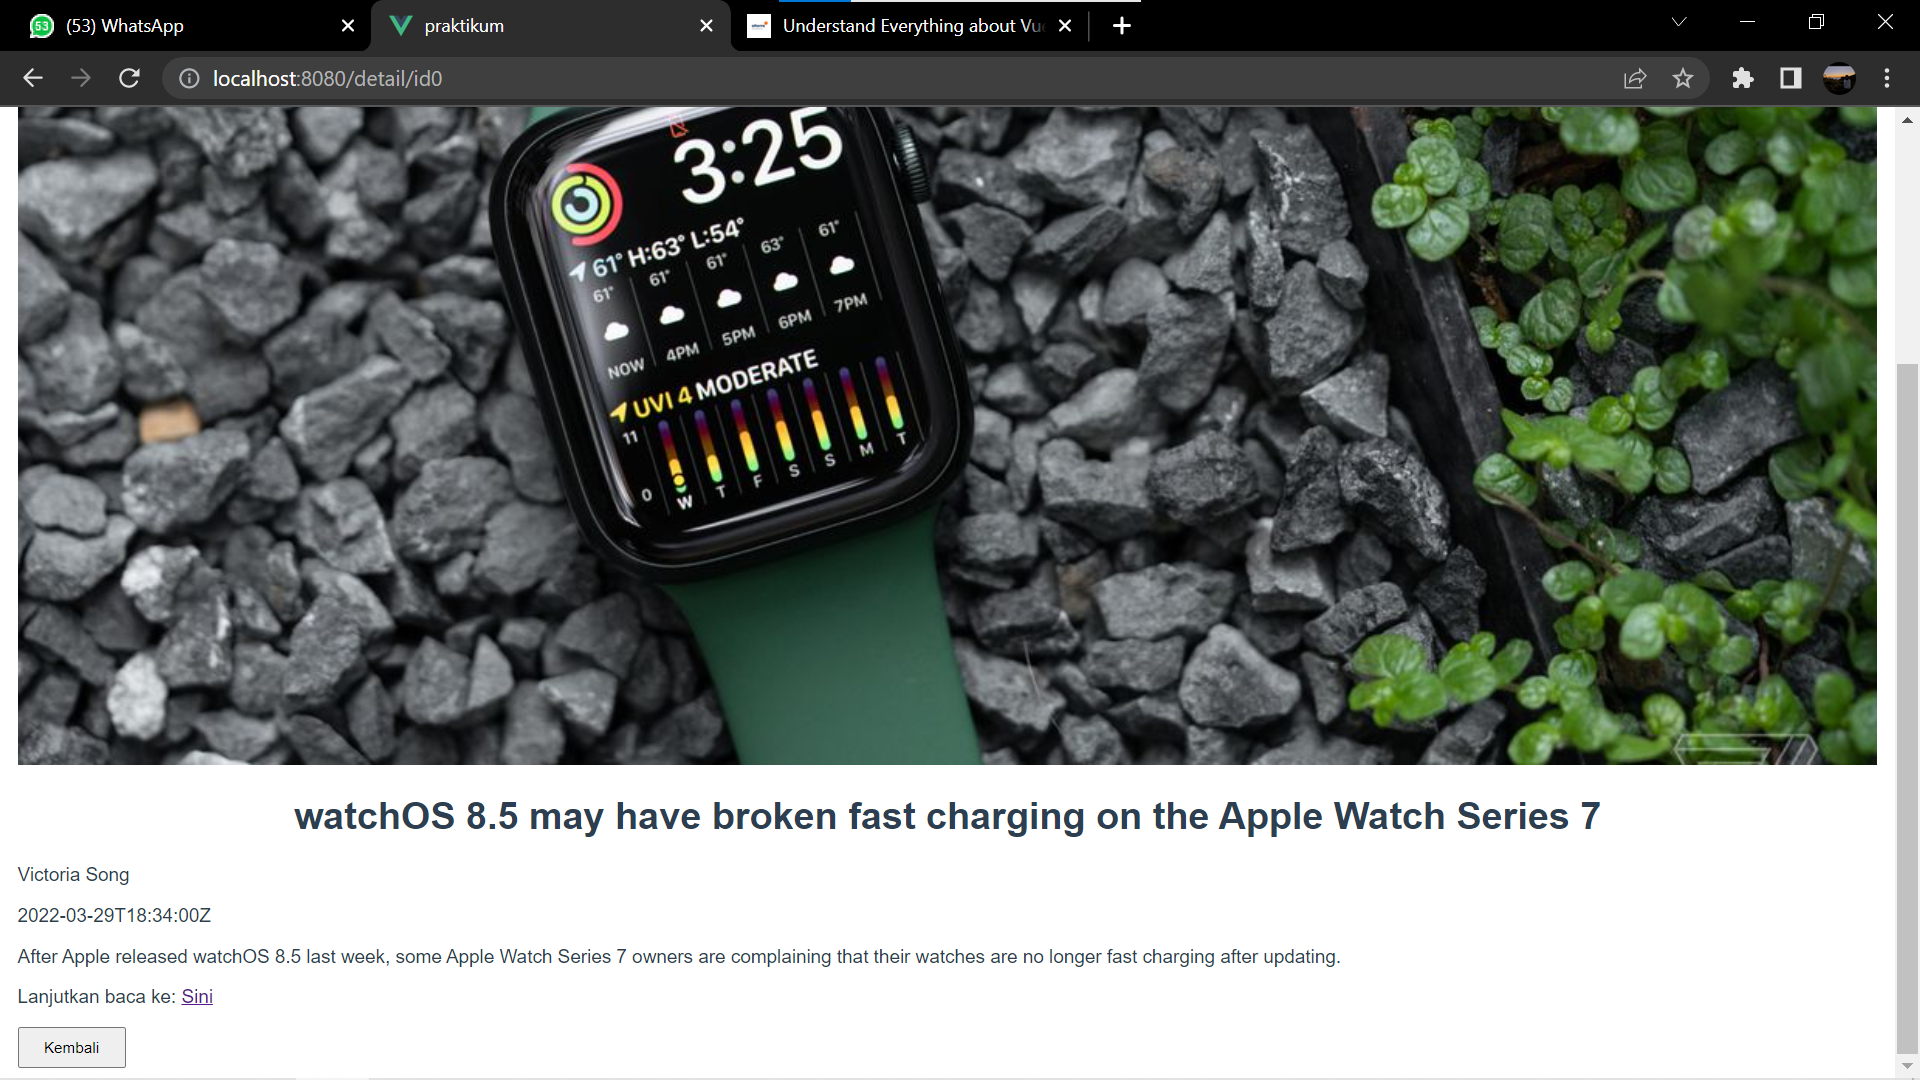 53 (53) WhatsApp
praktikum
Understand Everything about Vue
localhost:8080/detail/id0
3:25
61° H:63° L:54°
61° 61° 61° 63° 61°
NOW 4PM 5PM 6PM 7PM
UVI 4 MODERATE
11
0
W T F S S M T
watchOS 8.5 may have broken fast charging on the Apple Watch Series 7
Victoria Song
2022-03-29T18:34:00Z
After Apple released watchOS 8.5 last week, some Apple Watch Series 7 owners are complaining that their watches are no longer fast charging after updating.
Lanjutkan baca ke: Sini
Kembali